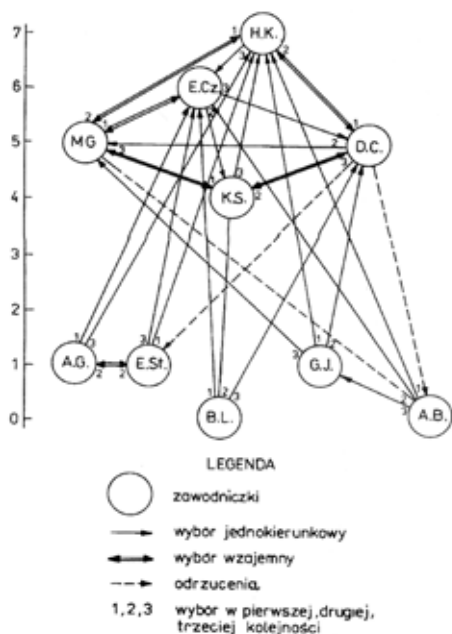 7
6
5
4
3
2
1
0
H.K.
E.Cz.
M.G.
D.C.
K.S.
A.G.
E.St.
G.J.
B.L.
A.B.
LEGENDA
zawodniczki
wybór jednokierunkowy
wybór wzajemny
odrzucenia
1,2,3 wybór w pierwszej, drugiej,
trzeciej kolejności